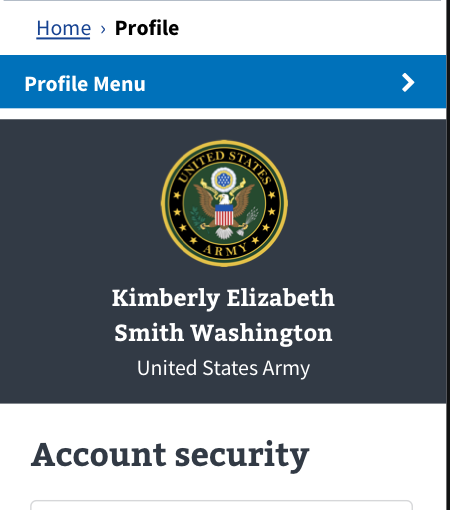 Home › Profile
Profile Menu
UNITED STATES
ARMY
Kimberly Elizabeth
Smith Washington
United States Army
Account security